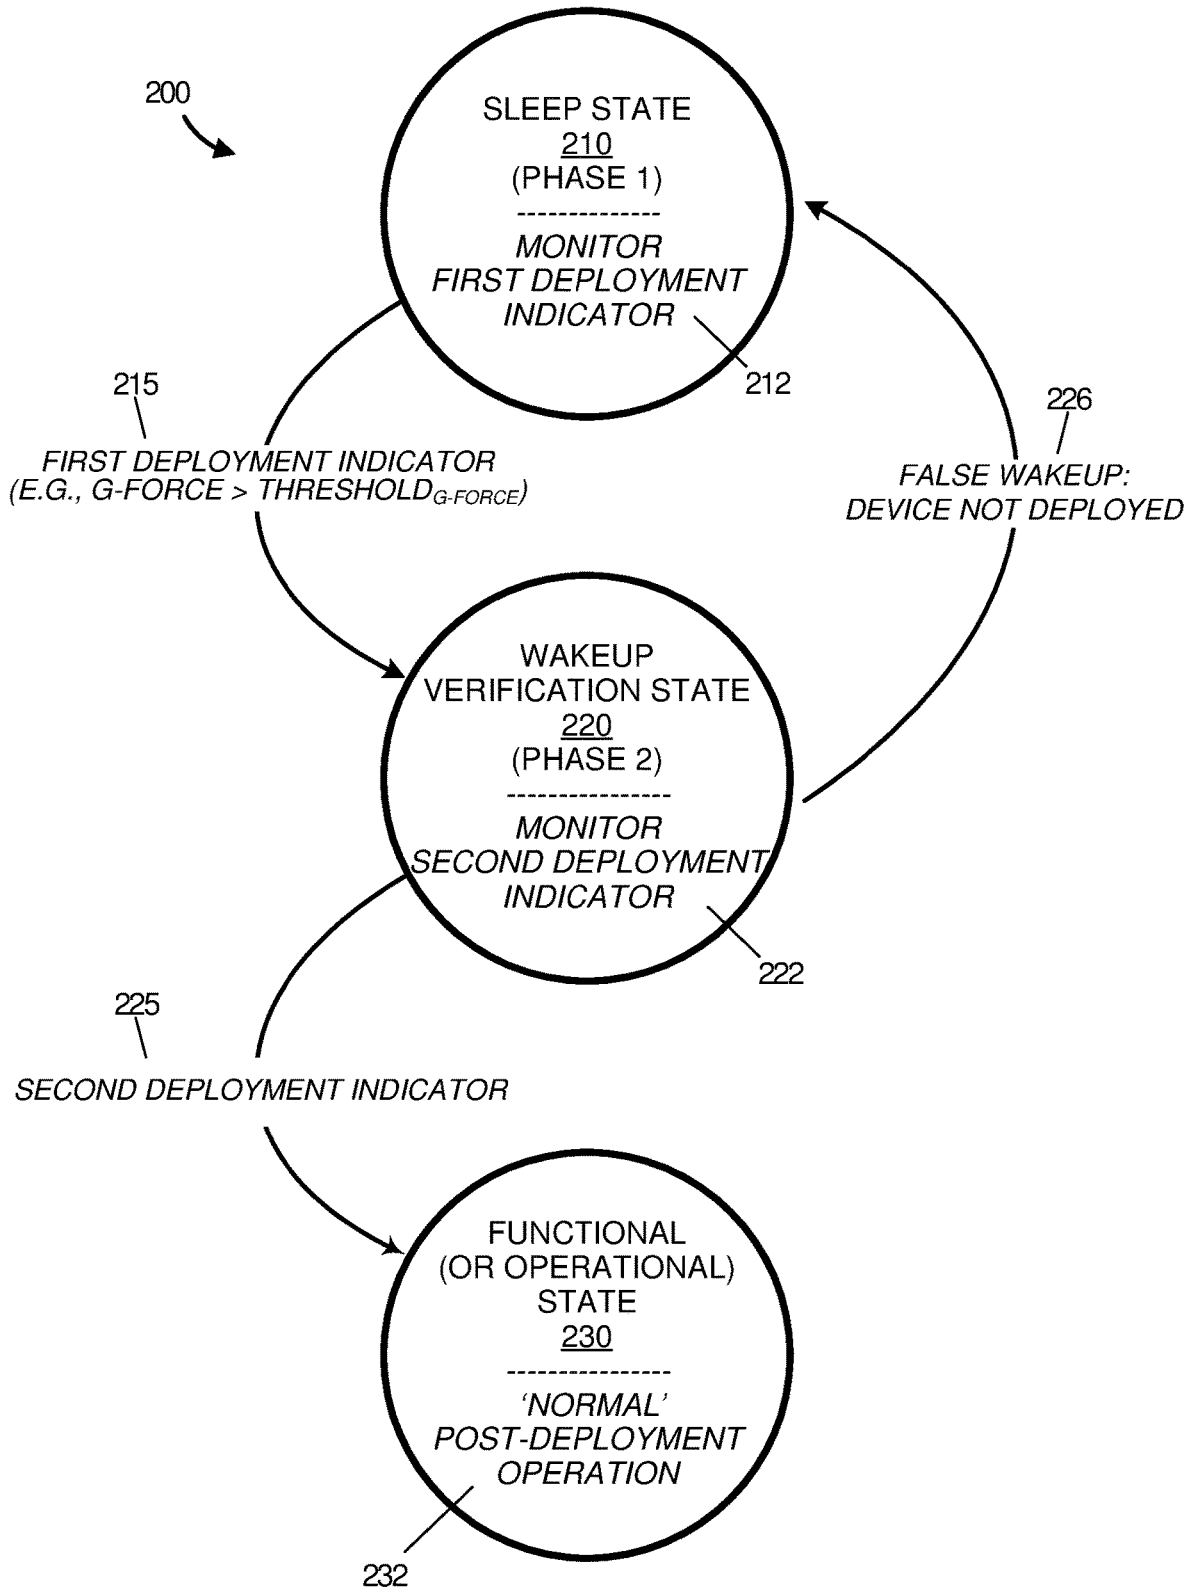 200
SLEEP STATE
210
(PHASE 1)
--------------
MONITOR
FIRST DEPLOYMENT
INDICATOR
212
215
FIRST DEPLOYMENT INDICATOR
(E.G., G-FORCE > THRESHOLD_G-FORCE)
226
FALSE WAKEUP:
DEVICE NOT DEPLOYED
WAKEUP
VERIFICATION STATE
220
(PHASE 2)
----------------
MONITOR
SECOND DEPLOYMENT
INDICATOR
222
225
SECOND DEPLOYMENT INDICATOR
FUNCTIONAL
(OR OPERATIONAL)
STATE
230
----------------
‘NORMAL’
POST-DEPLOYMENT
OPERATION
232